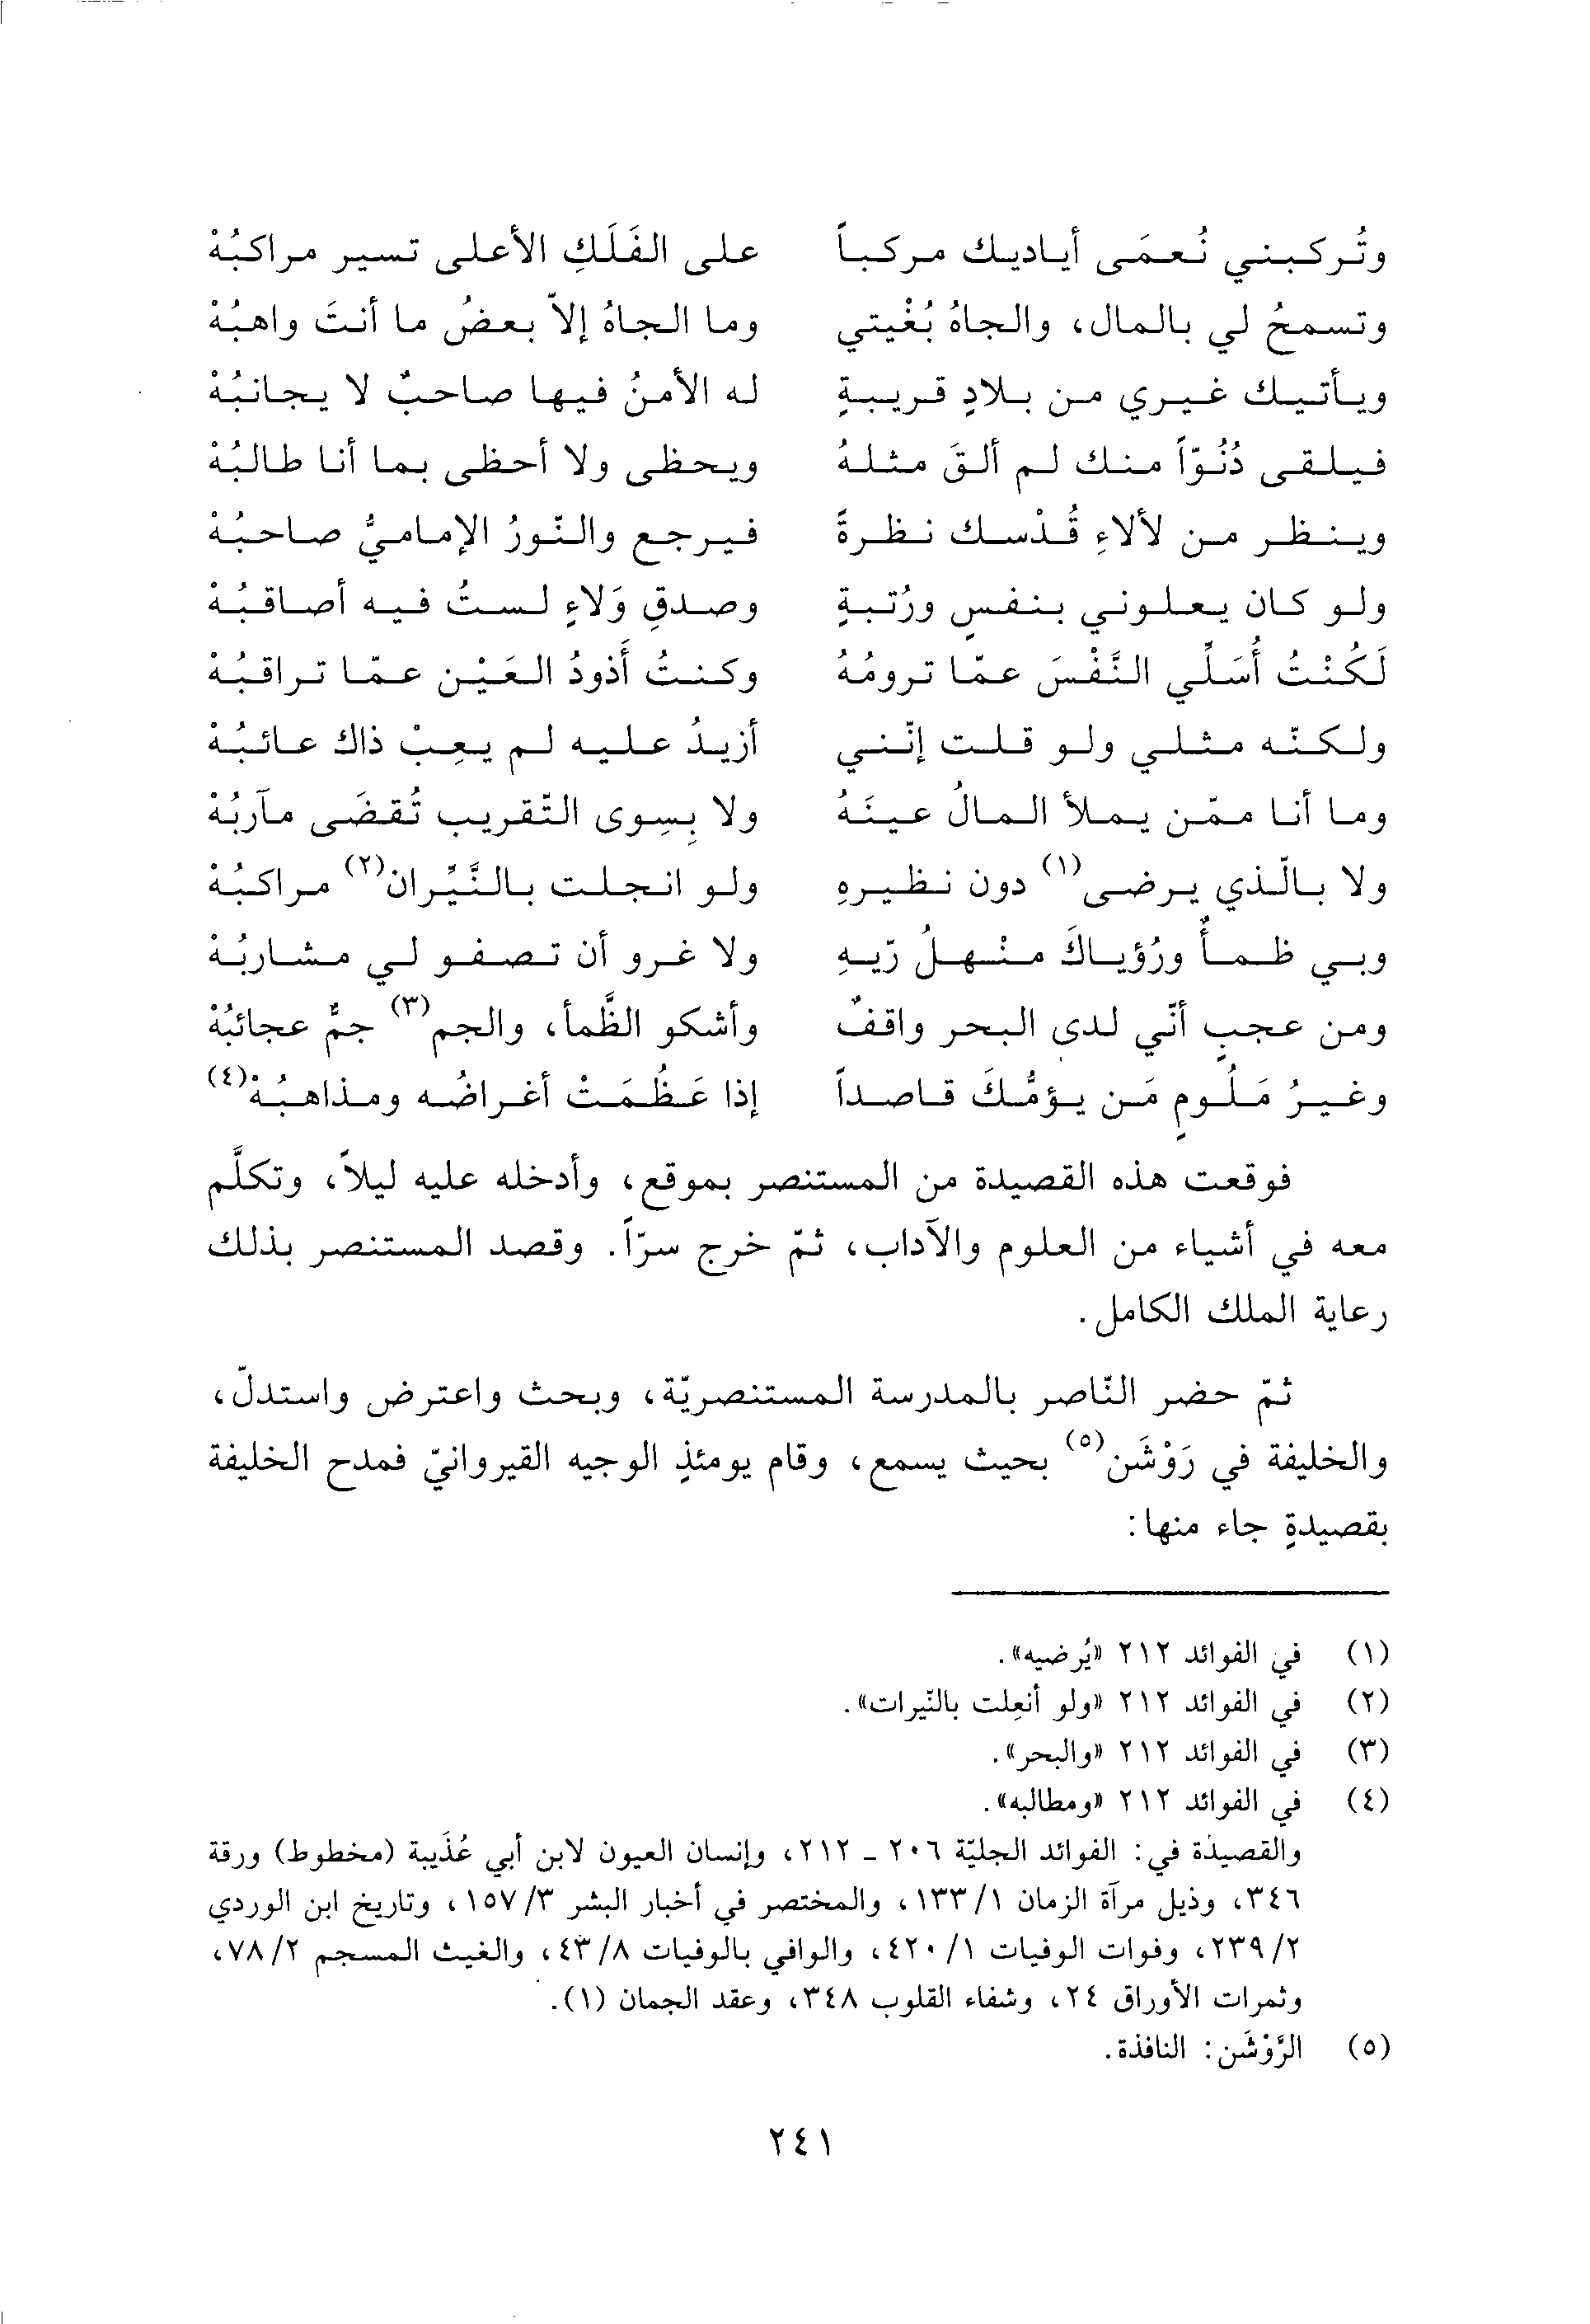 وتُركبني نُعمَى أياديك مركباً على الفَلَكِ الأعلى تسير مراكبُهْ
وتسمحُ لي بالمال، والجاهُ بُغْيتي وما الجاهُ إلاّ بعضُ ما أنتَ واهبُهْ
ويأتيك غيري من بلادٍ قريبةٍ له الأمنُ فيها صاحبٌ لا يجانبُهْ
فيلقى دُنُوّاً منك لم ألقَ مثلهُ ويحظى ولا أحظى بما أنا طالبُهْ
وينظر من لألاءِ قُدْسك نظرةً فيرجع والنّورُ الإماميُّ صاحبُهْ
ولو كان يعلوني بنفسٍ ورُتبةٍ وصدقِ وَلاءٍ لستُ فيه أصاقبُهْ
لَكُنْتُ أُسَلِّي النَّفْسَ عمّا ترومُهُ وكنتُ أَذودُ العَيْن عمّا تراقبُهْ
ولكنّه مثلي ولو قلت إنّني أزيدُ عليه لم يعِبْ ذاك عائبُهْ
وما أنا ممّن يملأ المالُ عينَهُ ولا بِسِوى التّقريب تُقضَى مآربُهْ
ولا بالّذي يرضى(١) دون نظيرهِ ولو انجلت بالنَّيِّران(٢) مراكبُهْ
وبي ظمأٌ ورُؤياكَ منْهلُ رّيهِ ولا غرو أن تصفو لي مشاربُهْ
ومن عجبٍ أنّي لدى البحر واقفٌ وأشكو الظَّمأ، والجم(٣) جمٌّ عجائبُهْ
وغيرُ مَلُومٍ مَن يؤمُّكَ قاصداً إذا عَظُمَتْ أغراضُه ومذاهبُهْ(٤)
فوقعت هذه القصيدة من المستنصر بموقع، وأدخله عليه ليلاً، وتكلَّم
معه في أشياء من العلوم والآداب، ثمّ خرج سرّاً. وقصد المستنصر بذلك
رعاية الملك الكامل.
ثمّ حضر النّاصر بالمدرسة المستنصريّة، وبحث واعترض واستدلّ،
والخليفة في رَوْشَن(٥) بحيث يسمع، وقام يومئذٍ الوجيه القيروانيّ فمدح الخليفة
بقصيدةٍ جاء منها:
(١) في الفوائد ٢١٢ «يُرضيه».
(٢) في الفوائد ٢١٢ «ولو أنعِلت بالنّيرات».
(٣) في الفوائد ٢١٢ «والبحر».
(٤) في الفوائد ٢١٢ «ومطالبه».
والقصيدة في: الفوائد الجليّة ٢٠٦ - ٢١٢، وإنسان العيون لابن أبي عُذَيبة (مخطوط) ورقة
٣٤٦، وذيل مرآة الزمان ١/١٣٣، والمختصر في أخبار البشر ٣/١٥٧، وتاريخ ابن الوردي
٢/٢٣٩، وفوات الوفيات ١/٤٢٠، والوافي بالوفيات ٨/٤٣، والغيث المسجم ٢/٧٨،
وثمرات الأوراق ٢٤، وشفاء القلوب ٣٤٨، وعقد الجمان (١).
(٥) الرَّوْشَن: النافذة.
٢٤١